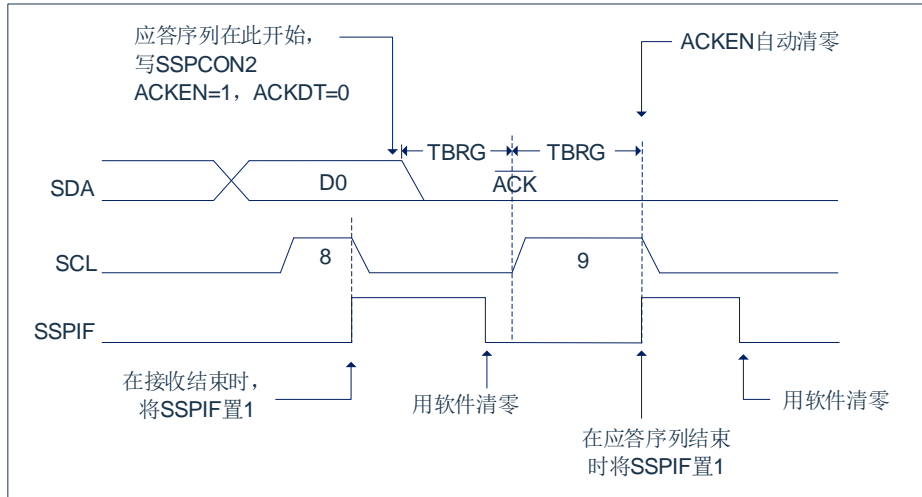 应答序列在此开始，
写SSPCON2
ACKEN=1，ACKDT=0
ACKEN自动清零
TBRG
TBRG
SDA
D0
ACK
SCL
8
9
SSPIF
在接收结束时，
将SSPIF置1
用软件清零
在应答序列结束
时将SSPIF置1
用软件清零